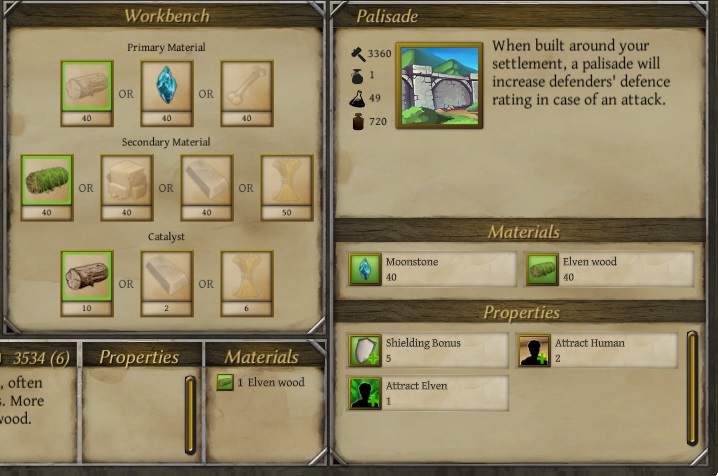 Workbench
Primary Material
OR
OR
40
40
40
Secondary Material
OR
OR
OR
40
40
40
50
Catalyst
OR
OR
10
2
6
3534 (6)
, often
s. More
wood.
Properties
Materials
1 Elven wood
Palisade
3360
1
49
720
When built around your
settlement, a palisade will
increase defenders' defence
rating in case of an attack.
Materials
Moonstone
40
Elven wood
40
Properties
Shielding Bonus
5
Attract Human
2
Attract Elven
1